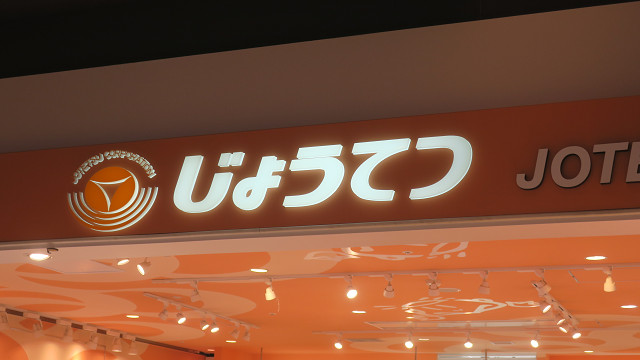 JOTETSU CORPORATION
じょうてつ
JOTE